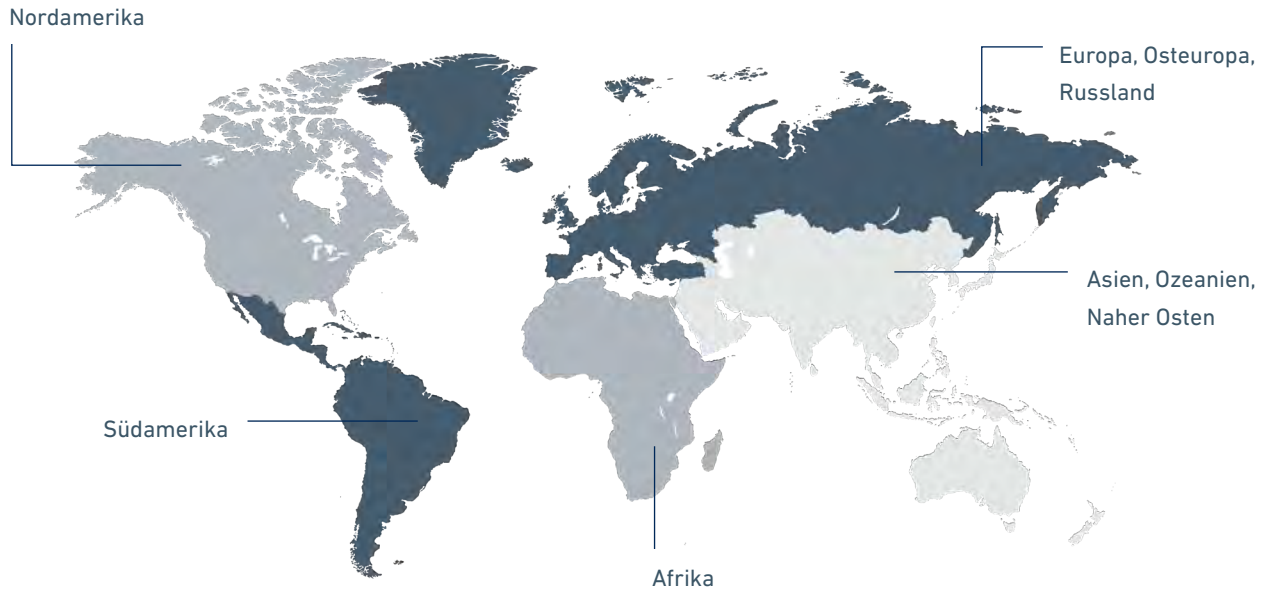 Nordamerika
Europa, Osteuropa,
Russland
Asien, Ozeanien,
Naher Osten
Südamerika
Afrika